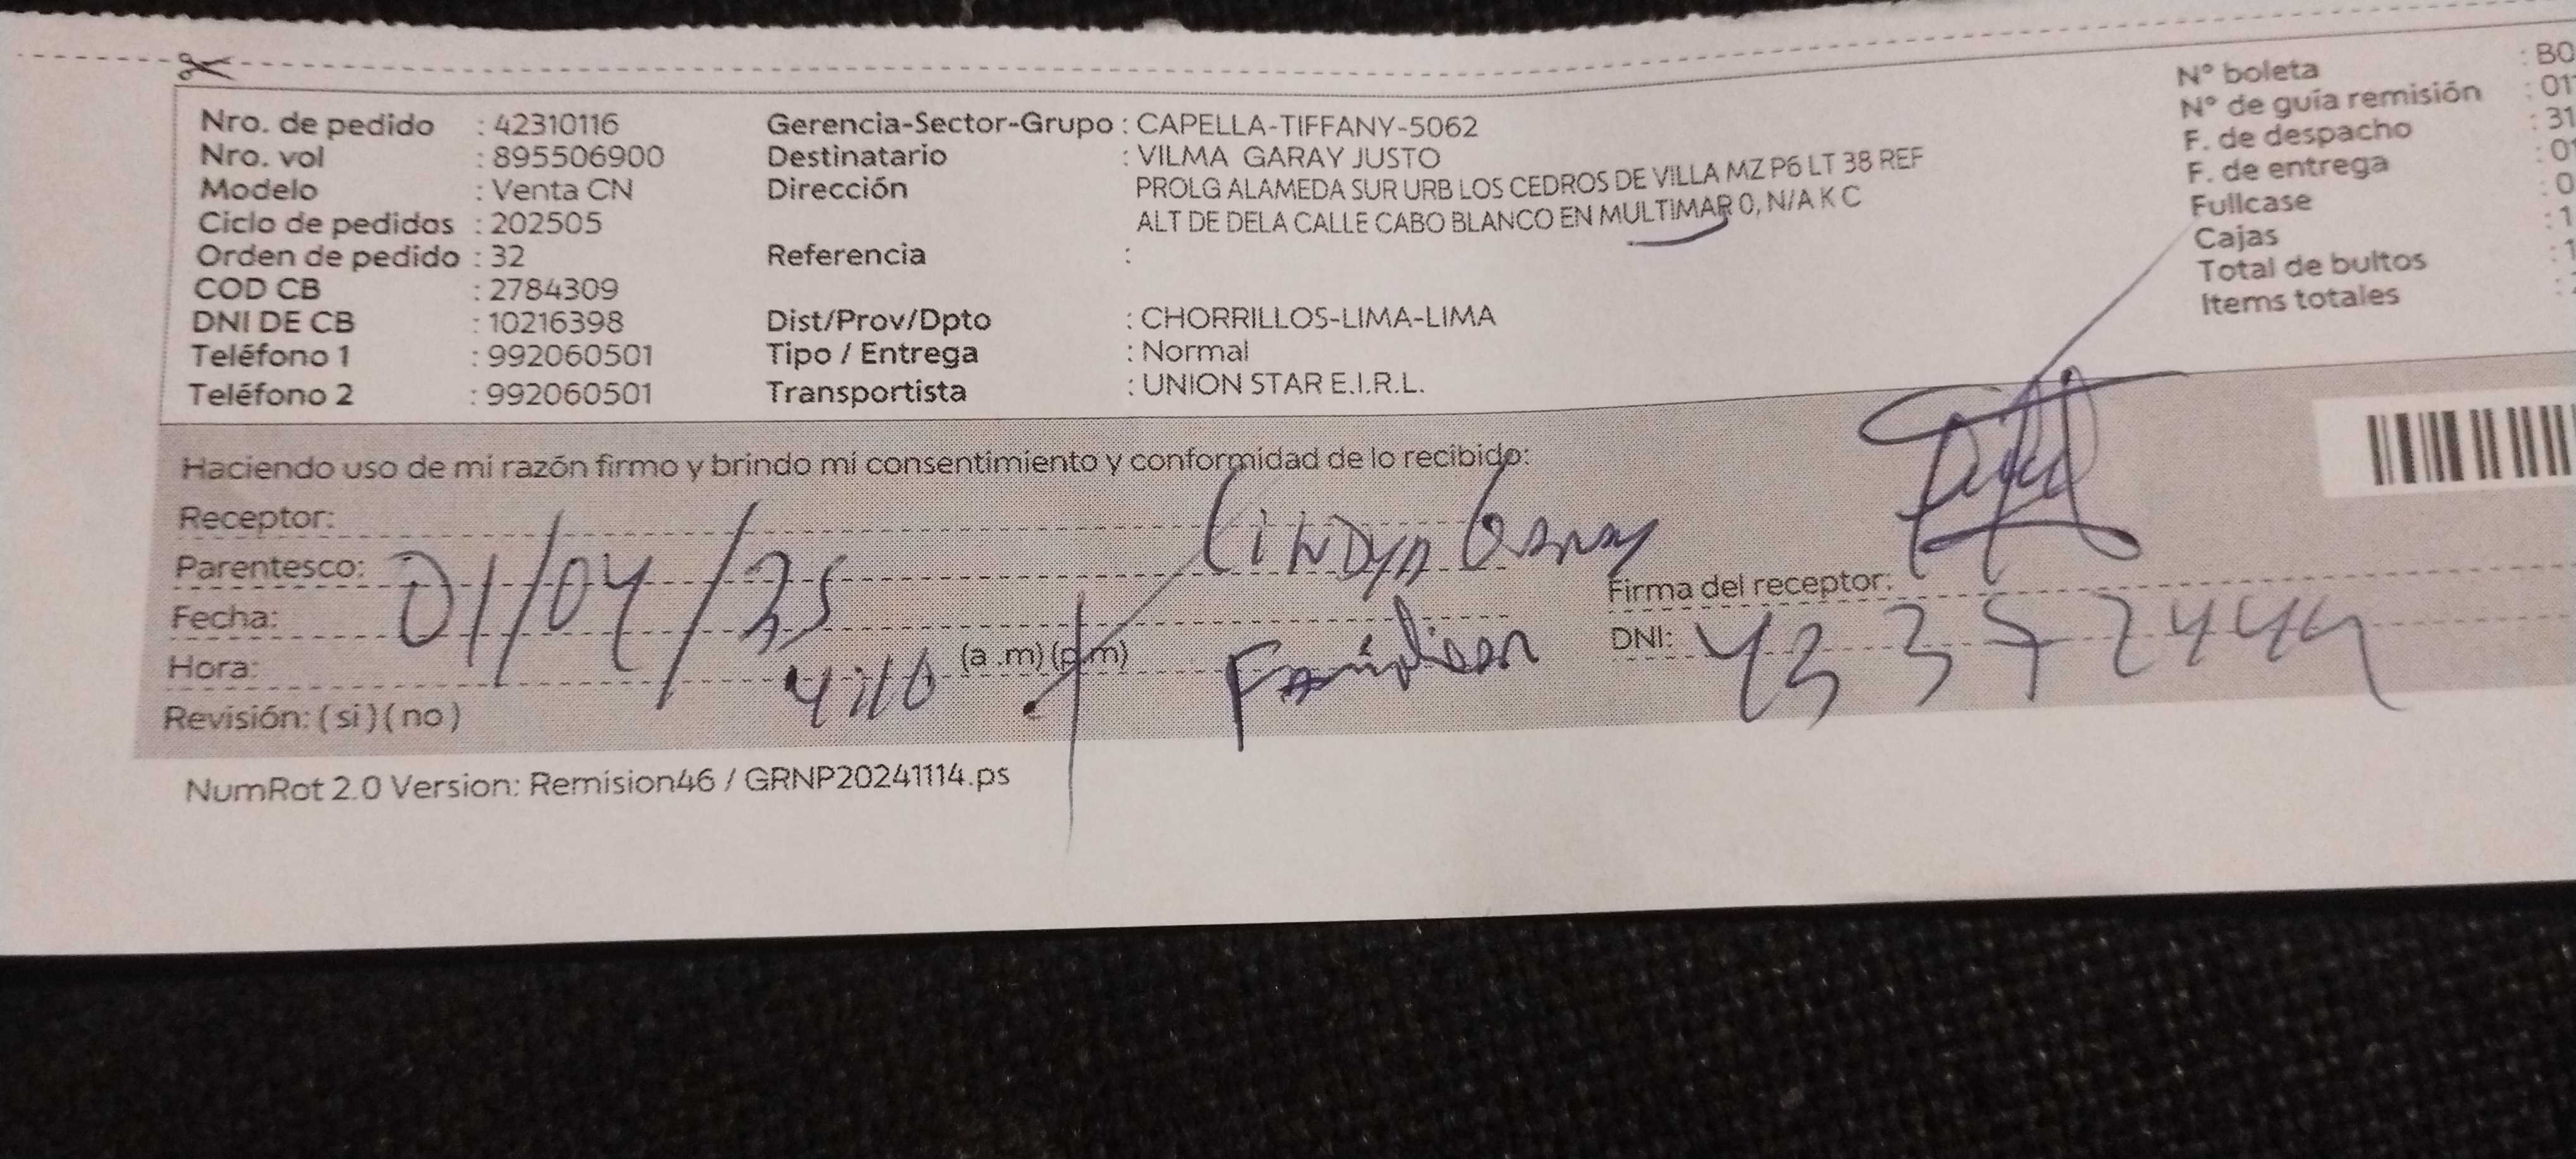 Nro. de pedido : 42310116 Gerencia-Sector-Grupo : CAPELLA-TIFFANY-5062 N° boleta : BO
Nro. vol : 895506900 Destinatario : VILMA GARAY JUSTO N° de guía remisión : 01
Modelo : Venta CN Dirección PROLG ALAMEDA SUR URB LOS CEDROS DE VILLA MZ P6 LT 38 REF F. de despacho : 31
Ciclo de pedidos : 202505 ALT DE DELA CALLE CABO BLANCO EN MULTIMAR 0, N/A K C F. de entrega : 01
Orden de pedido : 32 Referencia : Fullcase : 0
COD CB : 2784309 Cajas : 1
DNI DE CB : 10216398 Dist/Prov/Dpto : CHORRILLOS-LIMA-LIMA Total de bultos : 1
Teléfono 1 : 992060501 Tipo / Entrega : Normal Items totales :
Teléfono 2 : 992060501 Transportista : UNION STAR E.I.R.L.
Haciendo uso de mi razón firmo y brindo mi consentimiento y conformidad de lo recibido:
Receptor: Garay
Parentesco: Firma del receptor:
Fecha: 01/04/25 DNI:
Hora: 4:10 (a .m) (p.m)
Revisión: ( si ) ( no )
NumRot 2.0 Version: Remision46 / GRNP20241114.ps